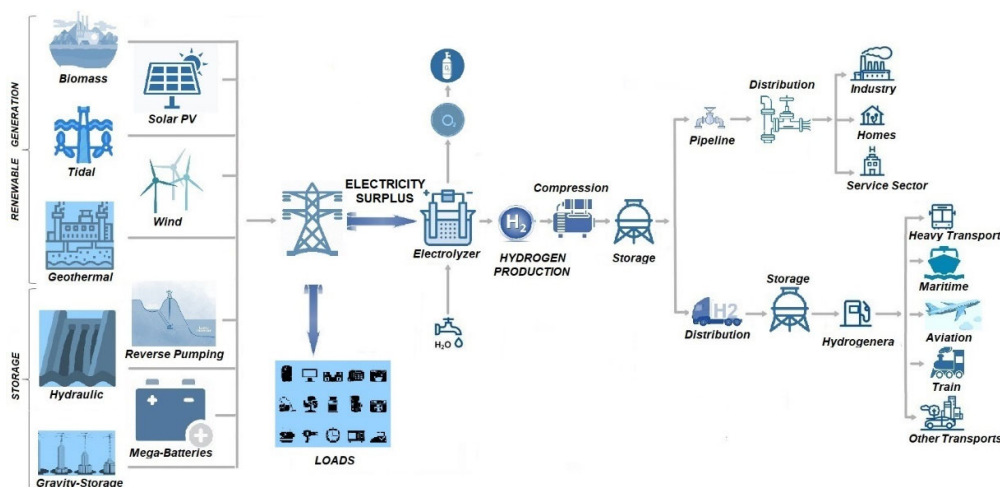 RENEWABLE GENERATION
STORAGE
Biomass
Solar PV
Tidal
Wind
Geothermal
Reverse Pumping
Hydraulic
Mega-Batteries
Gravity-Storage
LOADS
ELECTRICITY
SURPLUS
O₂
Electrolyzer
H₂O
H₂
HYDROGEN
PRODUCTION
Compression
Storage
Pipeline
Distribution
Industry
Homes
H
Service Sector
H2
Distribution
Storage
Hydrogenera
Heavy Transport
Maritime
Aviation
Train
Other Transports